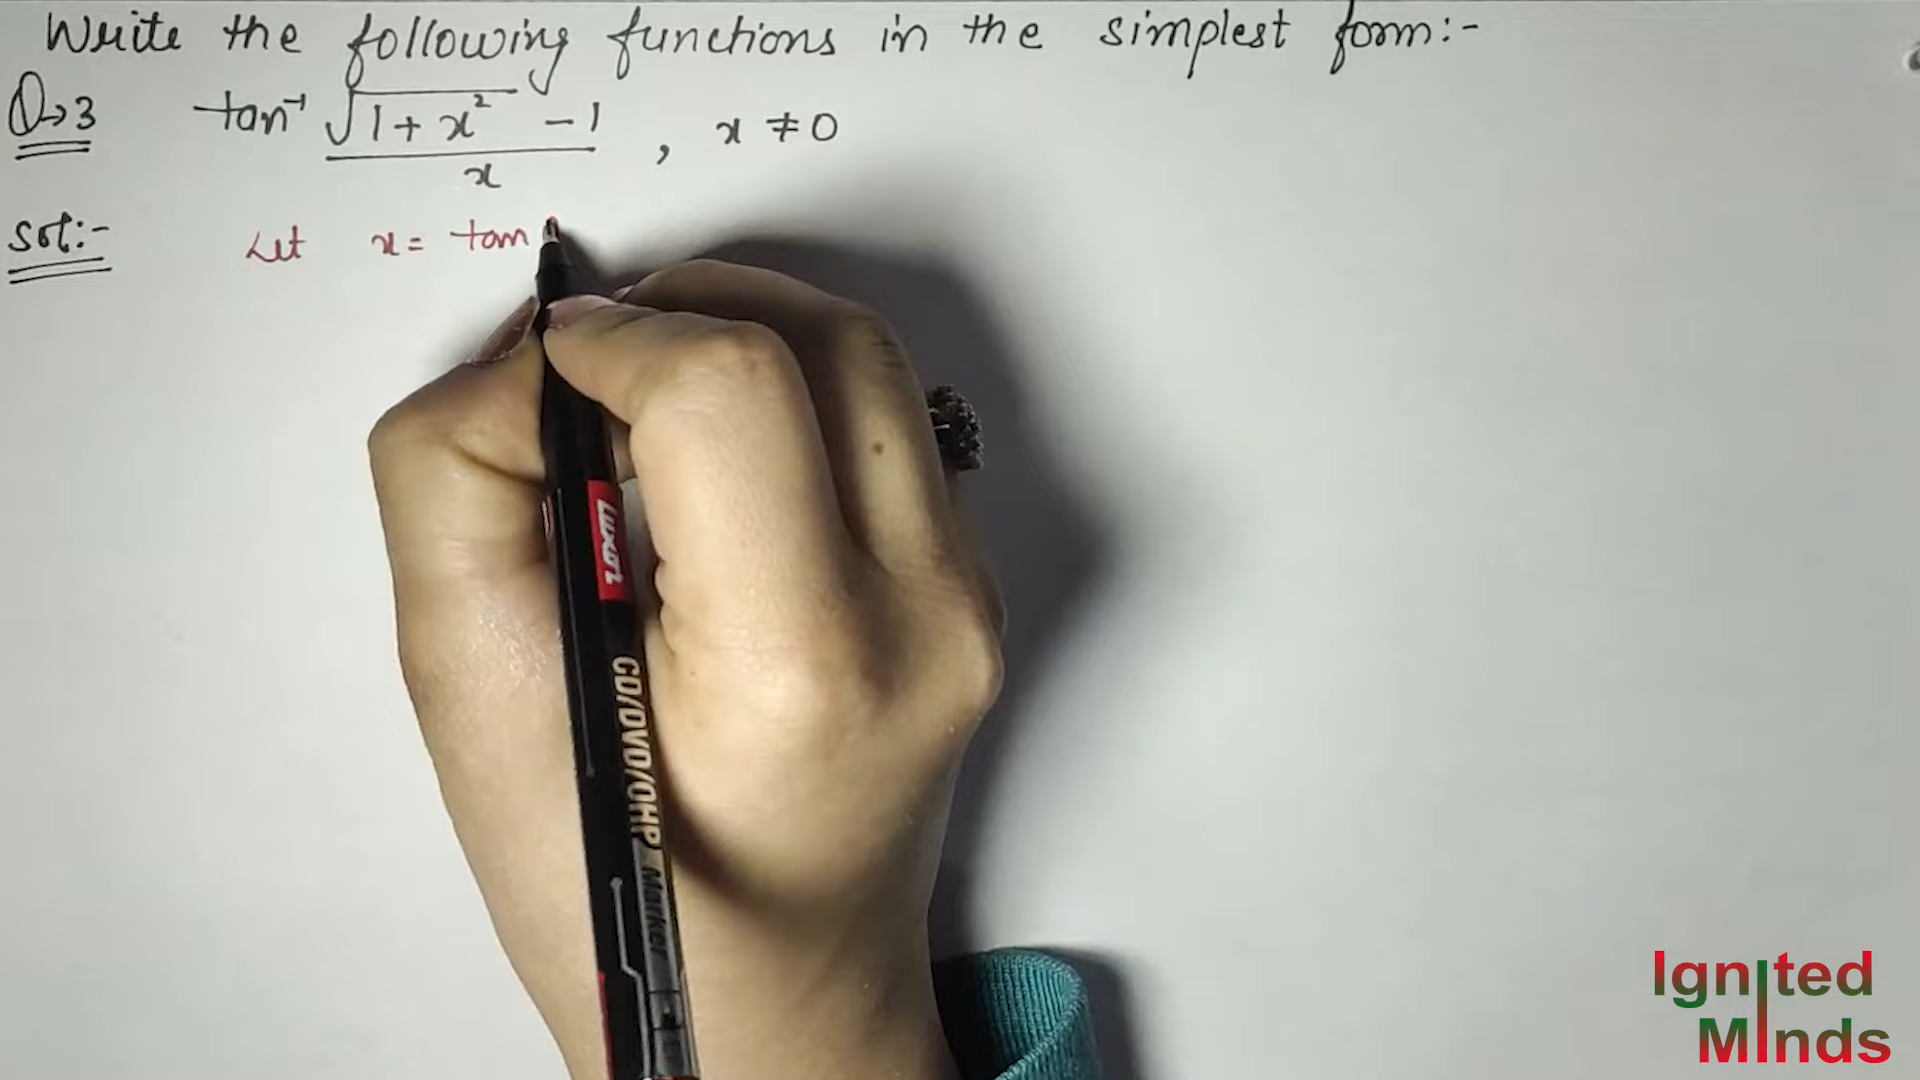 Write the following functions in the simplest form:-
Q→3 tan⁻¹ √(1 + x²) - 1 / x , x ≠ 0
Sol:- Let x = tan
Luxor
CD/DVD/OHP Marker
Ignited
Minds